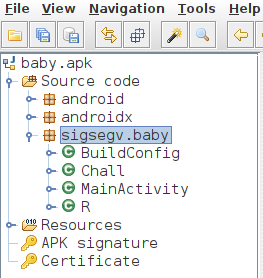 File View Navigation Tools Help
baby.apk
Source code
android
androidx
sigsegv.baby
BuildConfig
Chall
MainActivity
R
Resources
APK signature
Certificate